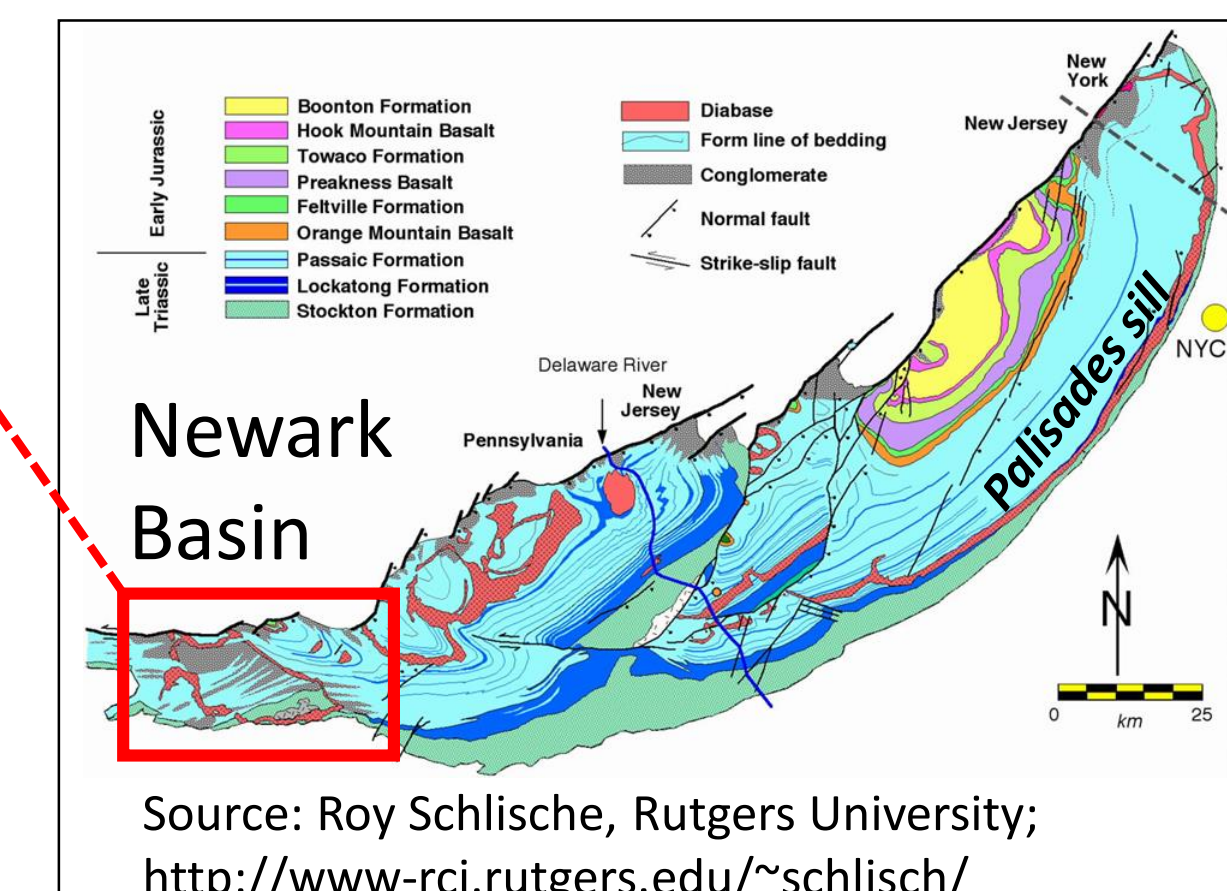 Early Jurassic
Late
Triassic
Boonton Formation
Hook Mountain Basalt
Towaco Formation
Preakness Basalt
Feltville Formation
Orange Mountain Basalt
Passaic Formation
Lockatong Formation
Stockton Formation
Diabase
Form line of bedding
Conglomerate
Normal fault
Strike-slip fault
New
York
New Jersey
Palisades sill
NYC
Delaware River
New
Jersey
Pennsylvania
Newark
Basin
N
0 km 25
Source: Roy Schlische, Rutgers University;
http://www-rci.rutgers.edu/~schlisch/